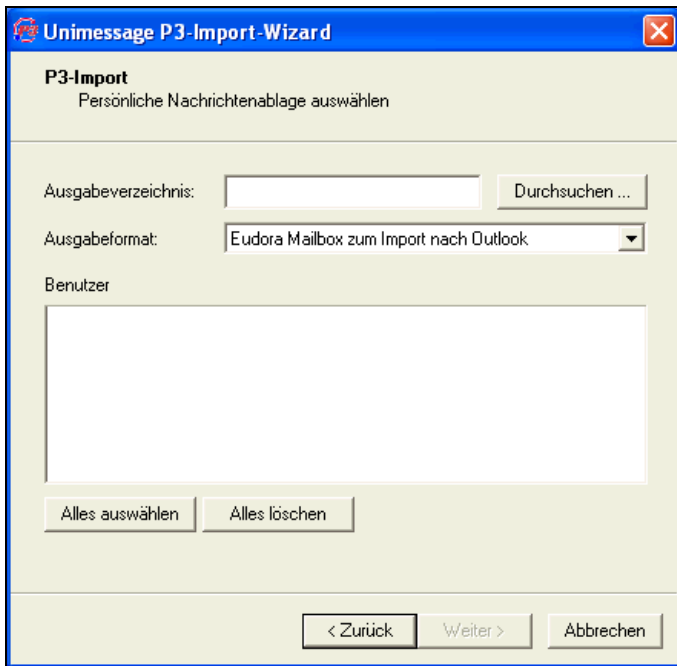 Unimessage P3-Import-Wizard
P3-Import
Persönliche Nachrichtenablage auswählen
Ausgabeverzeichnis:
Durchsuchen ...
Ausgabeformat:
Eudora Mailbox zum Import nach Outlook
Benutzer
Alles auswählen
Alles löschen
< Zurück
Weiter >
Abbrechen